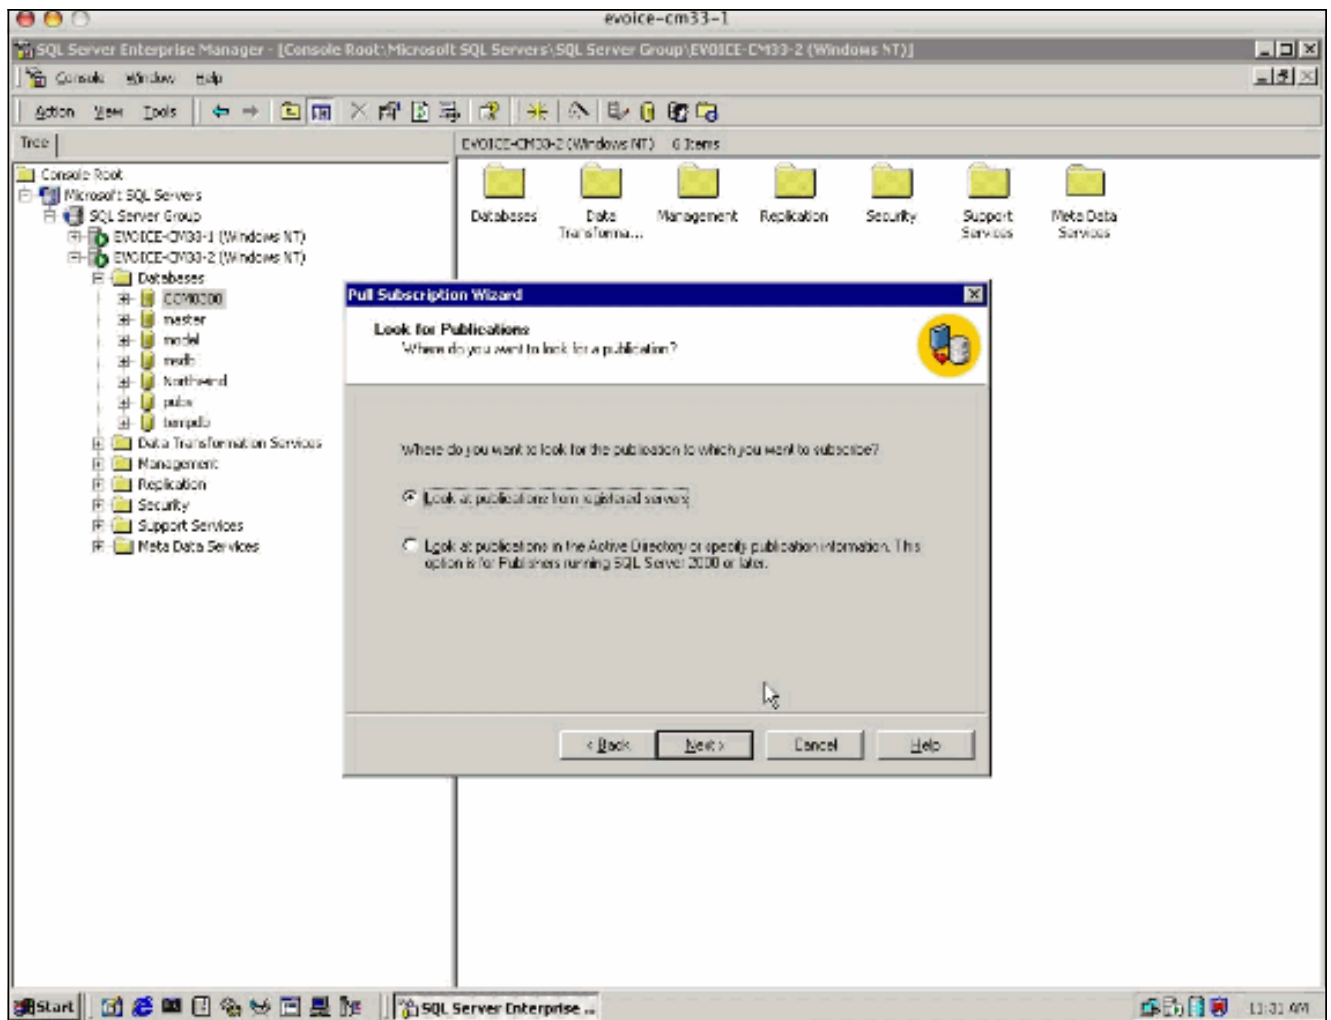 evoice-cm33-1
SQL Server Enterprise Manager - [Console Root\Microsoft SQL Servers\SQL Server Group\EVOICE-CM33-2 (Windows NT)]
Console Window Help
Action View Tools
Tree
EVOICE-CM33-2 (Windows NT) 6 Items
Console Root
Microsoft SQL Servers
SQL Server Group
EVOICE-CM33-1 (Windows NT)
EVOICE-CM33-2 (Windows NT)
Databases
CCM0300
master
model
msdb
Northwind
pubs
tempdb
Data Transformation Services
Management
Replication
Security
Support Services
Meta Data Services
Databases
Data
Transforma...
Management
Replication
Security
Support
Services
Meta Data
Services
Pull Subscription Wizard
Look for Publications
Where do you want to look for a publication?
Where do you want to look for the publication to which you want to subscribe?
Look at publications from registered servers
Look at publications in the Active Directory or specify publication information. This
option is for Publishers running SQL Server 2000 or later.
< Back
Next >
Cancel
Help
Start
SQL Server Enterprise ...
11:31 AM